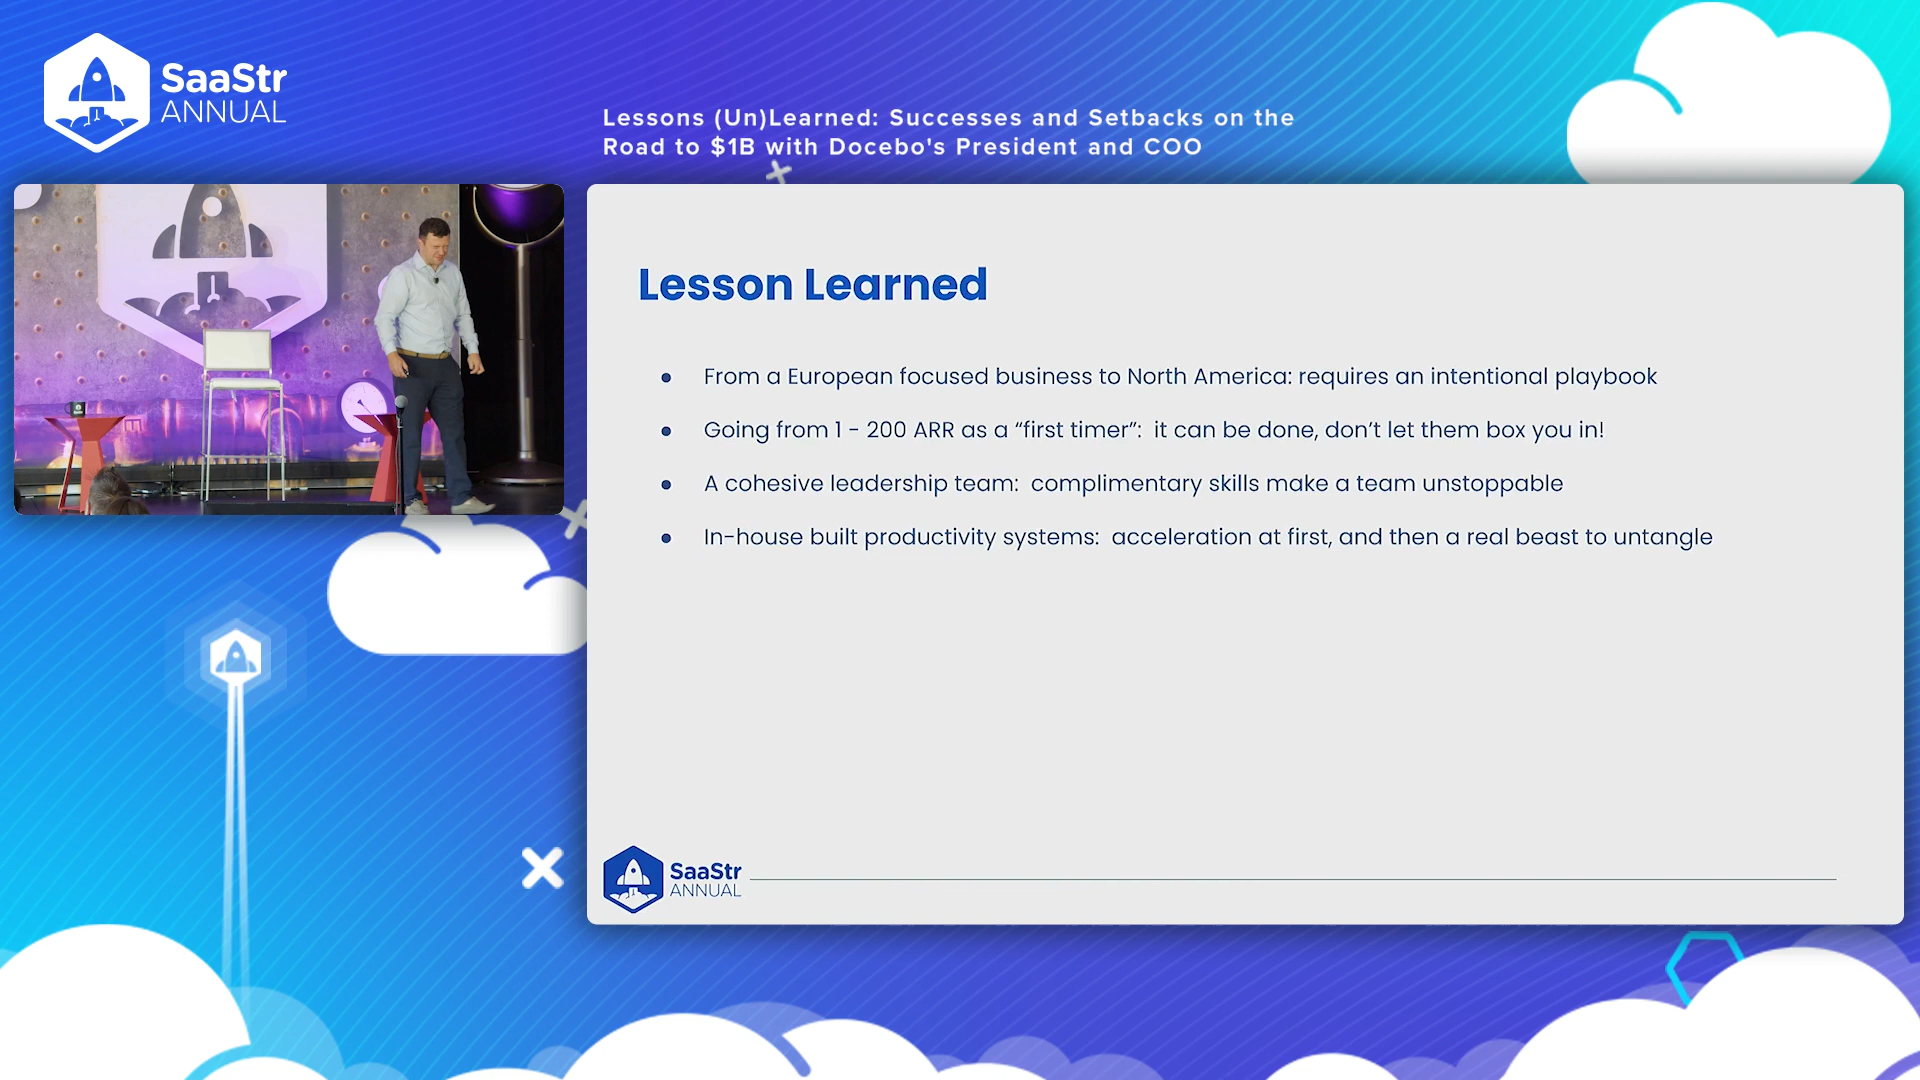 SaaStr
ANNUAL
Lessons (Un)Learned: Successes and Setbacks on the
Road to $1B with Docebo's President and COO
Lesson Learned
From a European focused business to North America: requires an intentional playbook
Going from 1 - 200 ARR as a “first timer”: it can be done, don’t let them box you in!
A cohesive leadership team: complimentary skills make a team unstoppable
In-house built productivity systems: acceleration at first, and then a real beast to untangle
SaaStr
ANNUAL